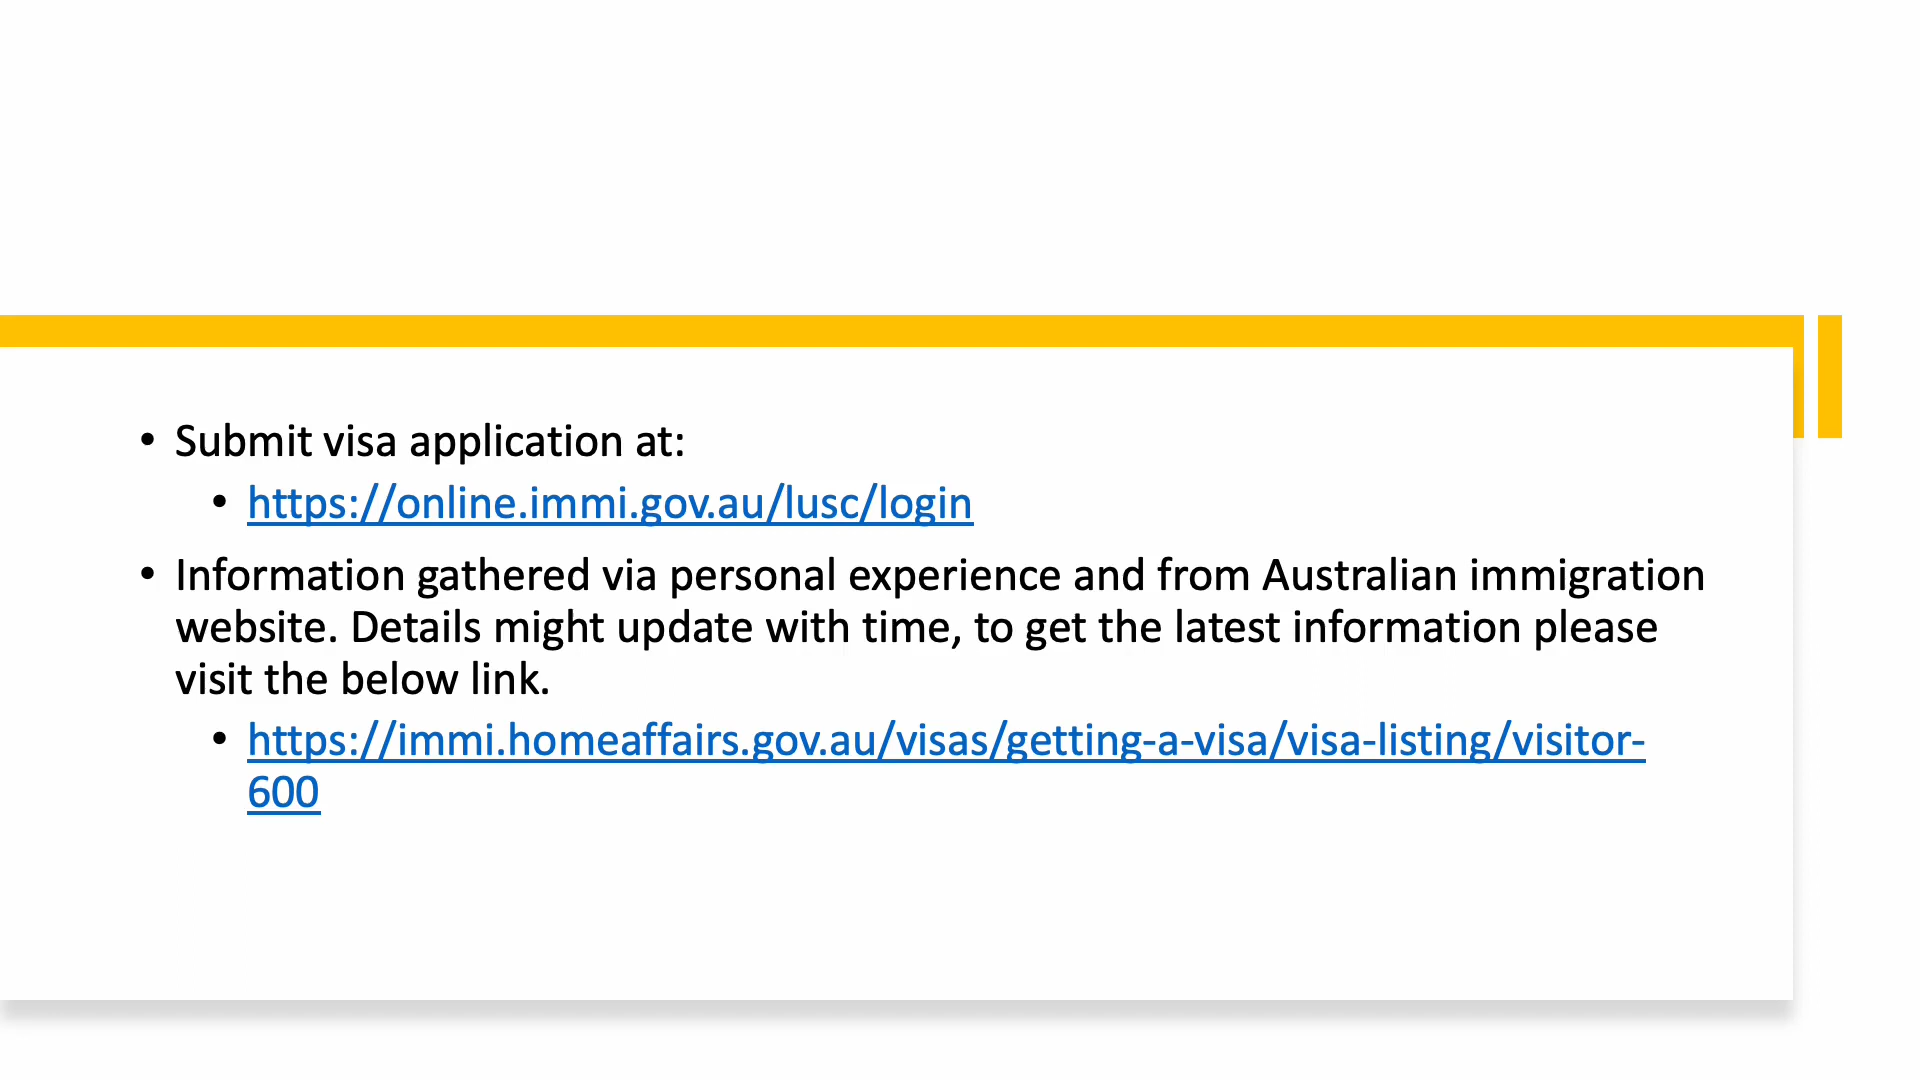 • Submit visa application at:
• https://online.immi.gov.au/lusc/login
• Information gathered via personal experience and from Australian immigration
website. Details might update with time, to get the latest information please
visit the below link.
• https://immi.homeaffairs.gov.au/visas/getting-a-visa/visa-listing/visitor-
600